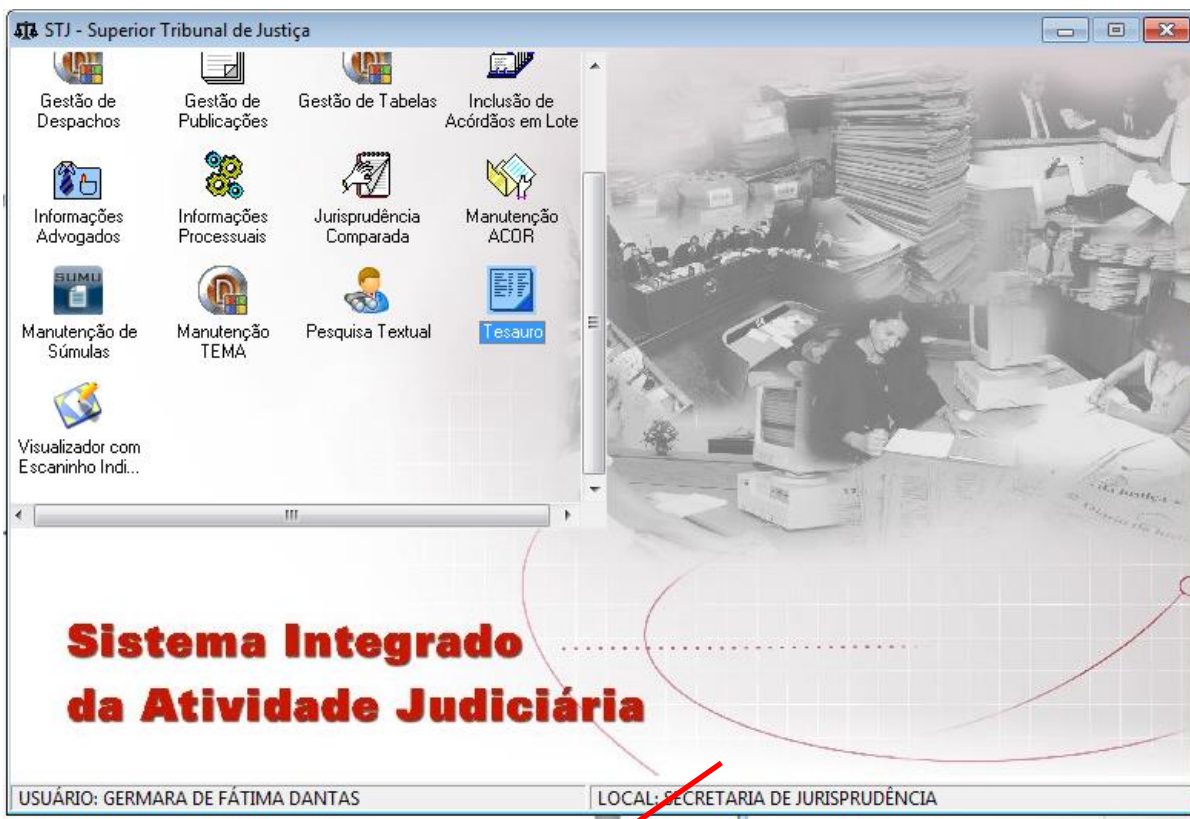 STJ - Superior Tribunal de Justiça
Gestão de
Despachos
Gestão de
Publicações
Gestão de Tabelas
Inclusão de
Acórdãos em Lote
Informações
Advogados
Informações
Processuais
Jurisprudência
Comparada
Manutenção
ACOR
SUMU
Manutenção de
Súmulas
Manutenção
TEMA
Pesquisa Textual
Tesauro
Visualizador com
Escaninho Indi...
Sistema Integrado
da Atividade Judiciária
USUÁRIO: GERMARA DE FÁTIMA DANTAS
LOCAL: SECRETARIA DE JURISPRUDÊNCIA